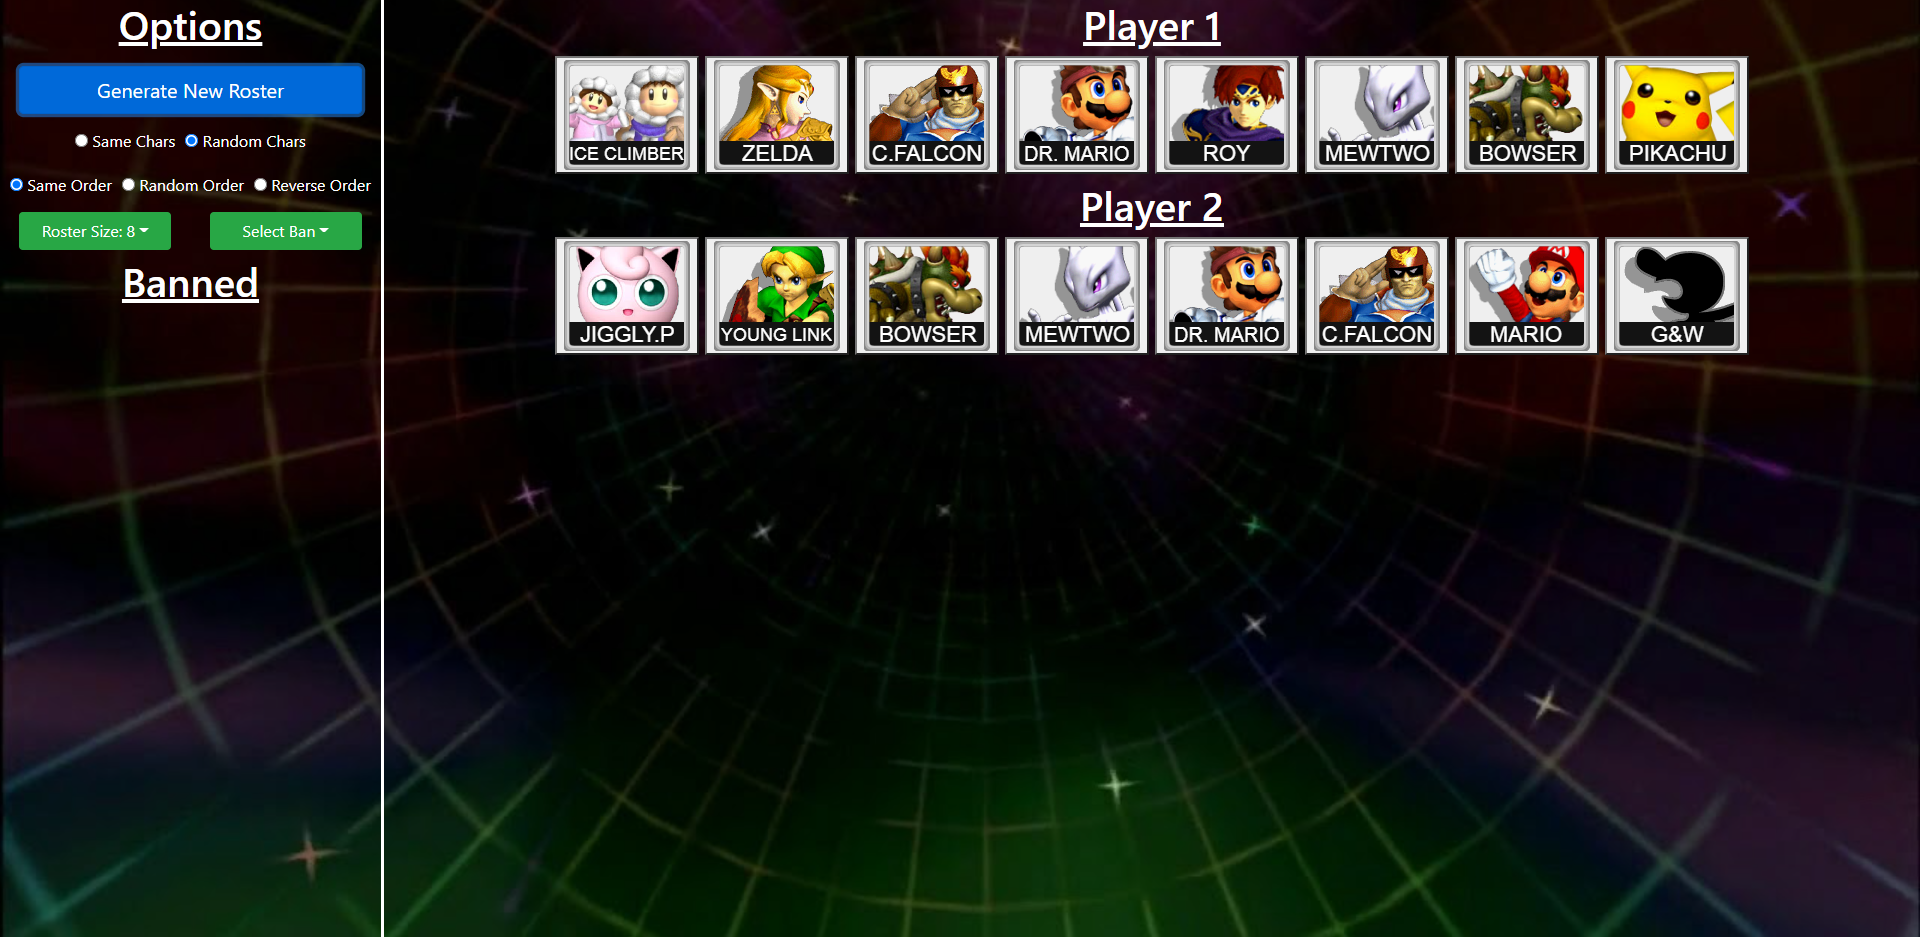 Options
Generate New Roster
Same Chars Random Chars
Same Order Random Order Reverse Order
Roster Size: 8 Select Ban
Banned
Player 1
ICE CLIMBER ZELDA C.FALCON DR. MARIO ROY MEWTWO BOWSER PIKACHU
Player 2
JIGGLY.P YOUNG LINK BOWSER MEWTWO DR. MARIO C.FALCON MARIO G&W